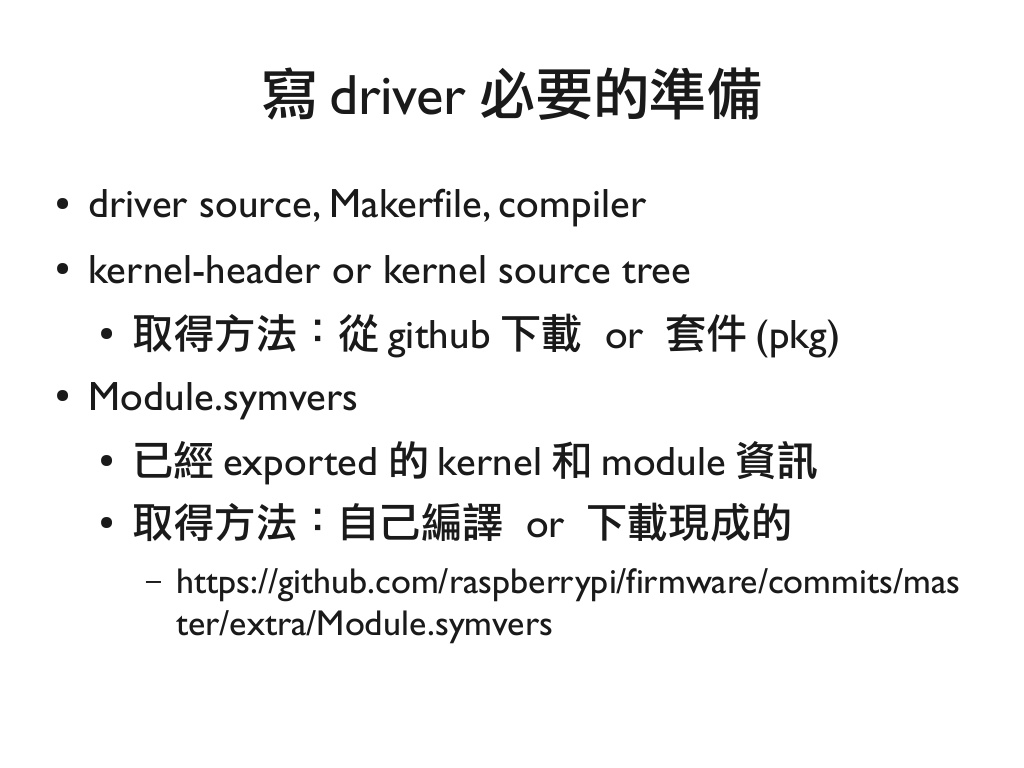 寫 driver 必要的準備
• driver source, Makerfile, compiler
• kernel-header or kernel source tree
• 取得方法：從 github 下載 or 套件 (pkg)
• Module.symvers
• 已經 exported 的 kernel 和 module 資訊
• 取得方法：自己編譯 or 下載現成的
– https://github.com/raspberrypi/firmware/commits/mas
ter/extra/Module.symvers